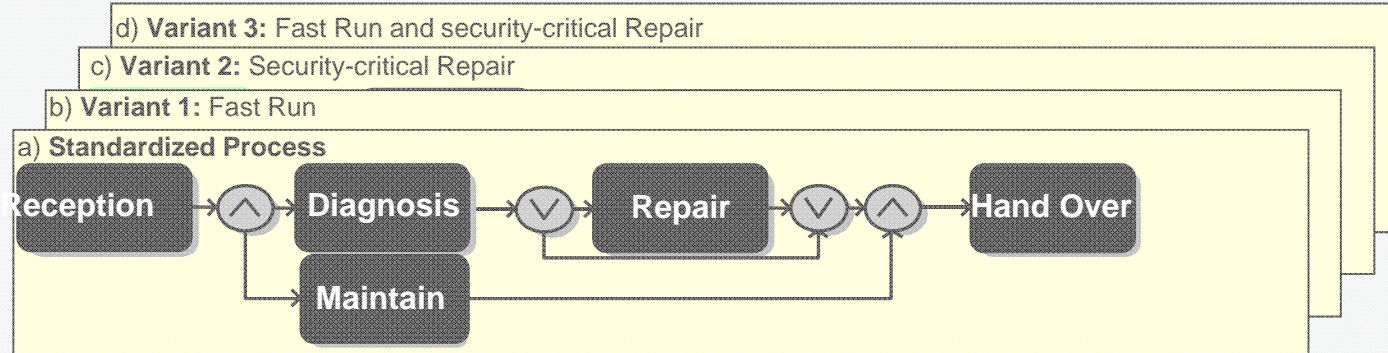 d) Variant 3: Fast Run and security-critical Repair
c) Variant 2: Security-critical Repair
b) Variant 1: Fast Run
a) Standardized Process
Reception
Diagnosis
Repair
Hand Over
Maintain